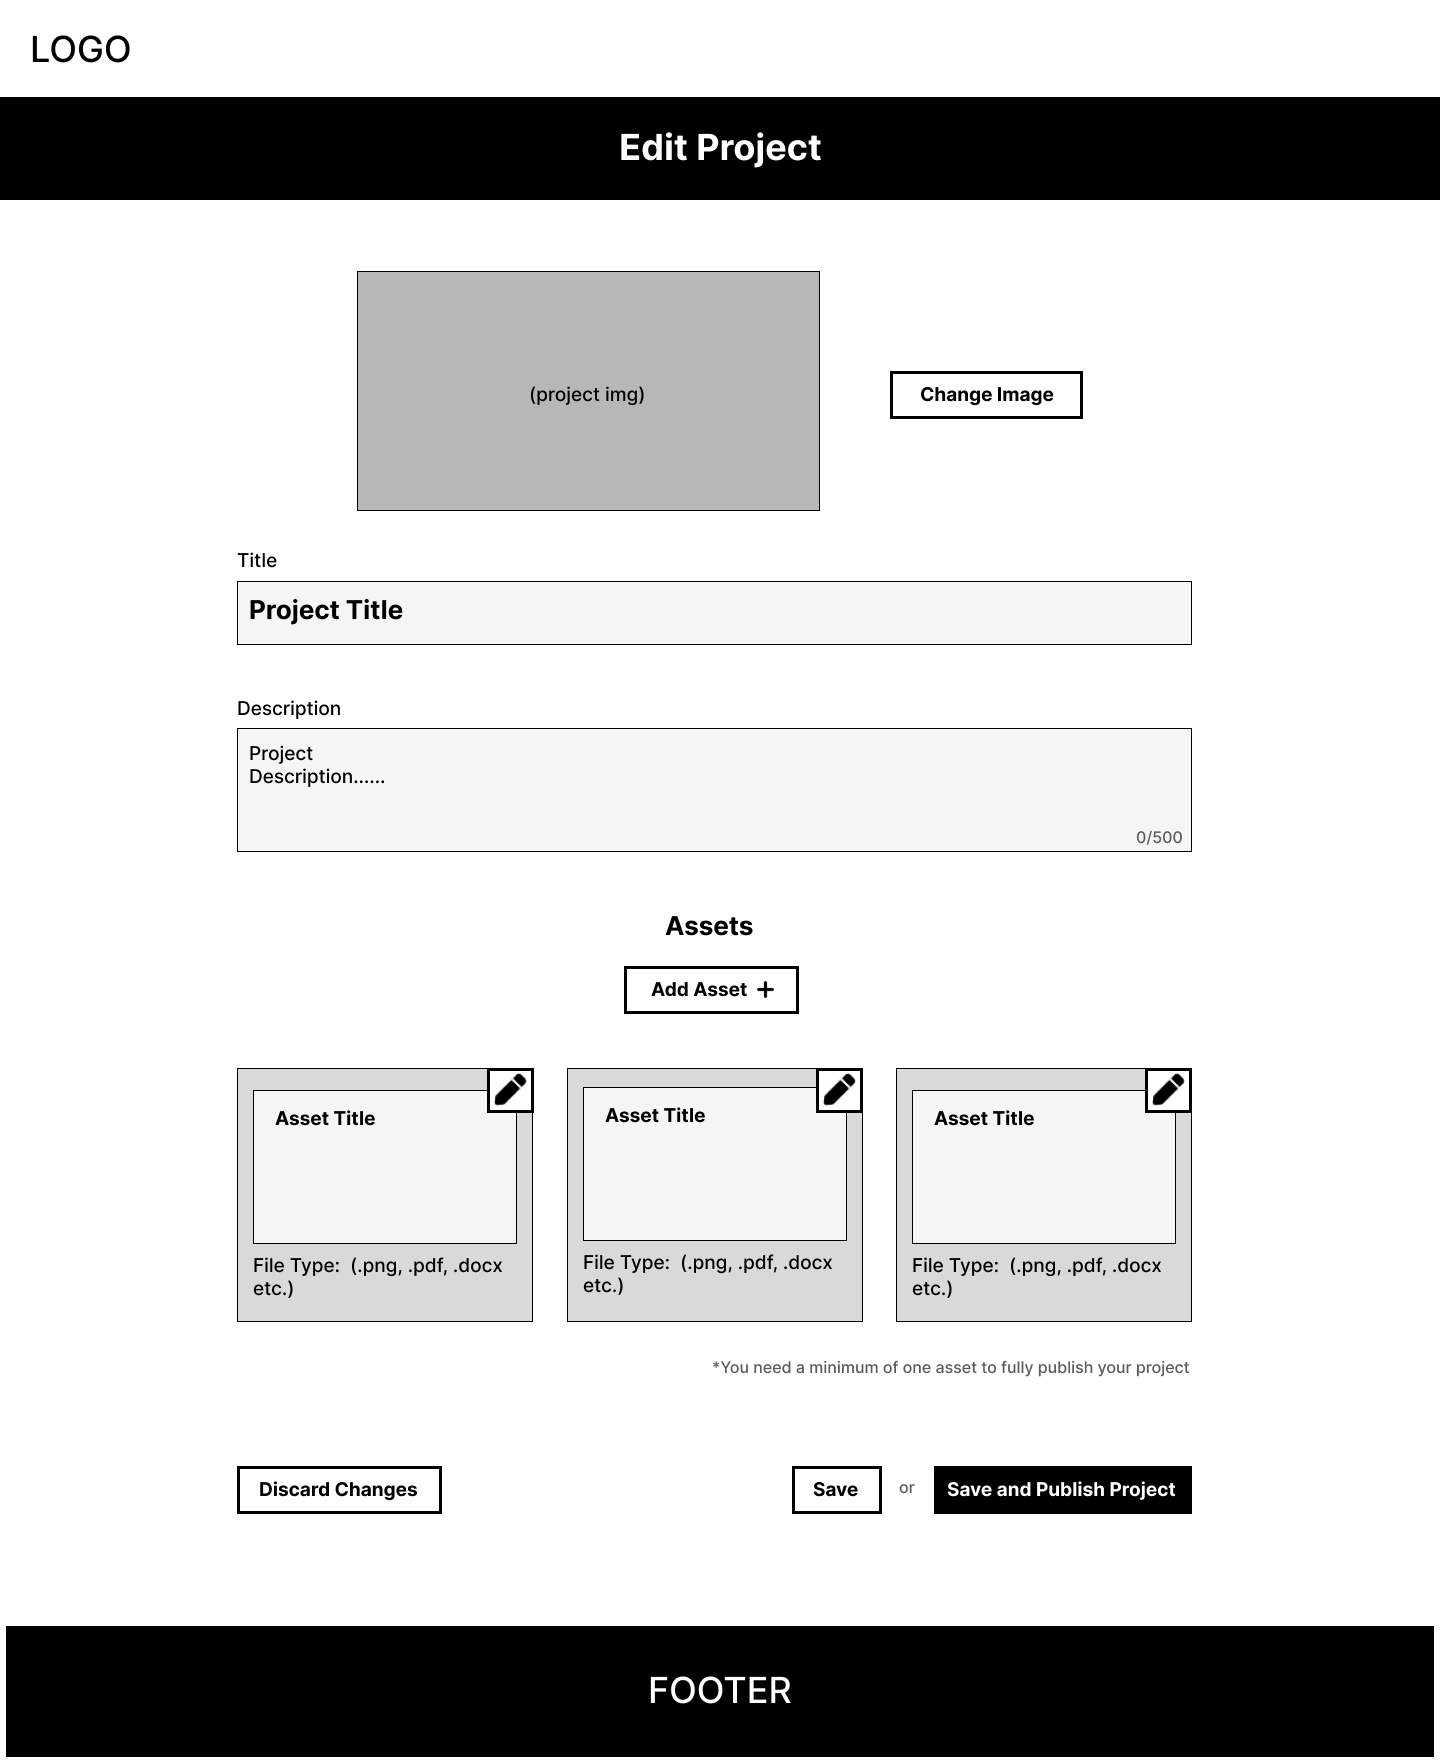 LOGO
Edit Project
(project img)
Change Image
Title
Project Title
Description
Project
Description......
0/500
Assets
Add Asset +
Asset Title
File Type:  (.png, .pdf, .docx
etc.)
Asset Title
File Type:  (.png, .pdf, .docx
etc.)
Asset Title
File Type:  (.png, .pdf, .docx
etc.)
*You need a minimum of one asset to fully publish your project
Discard Changes
Save
or
Save and Publish Project
FOOTER